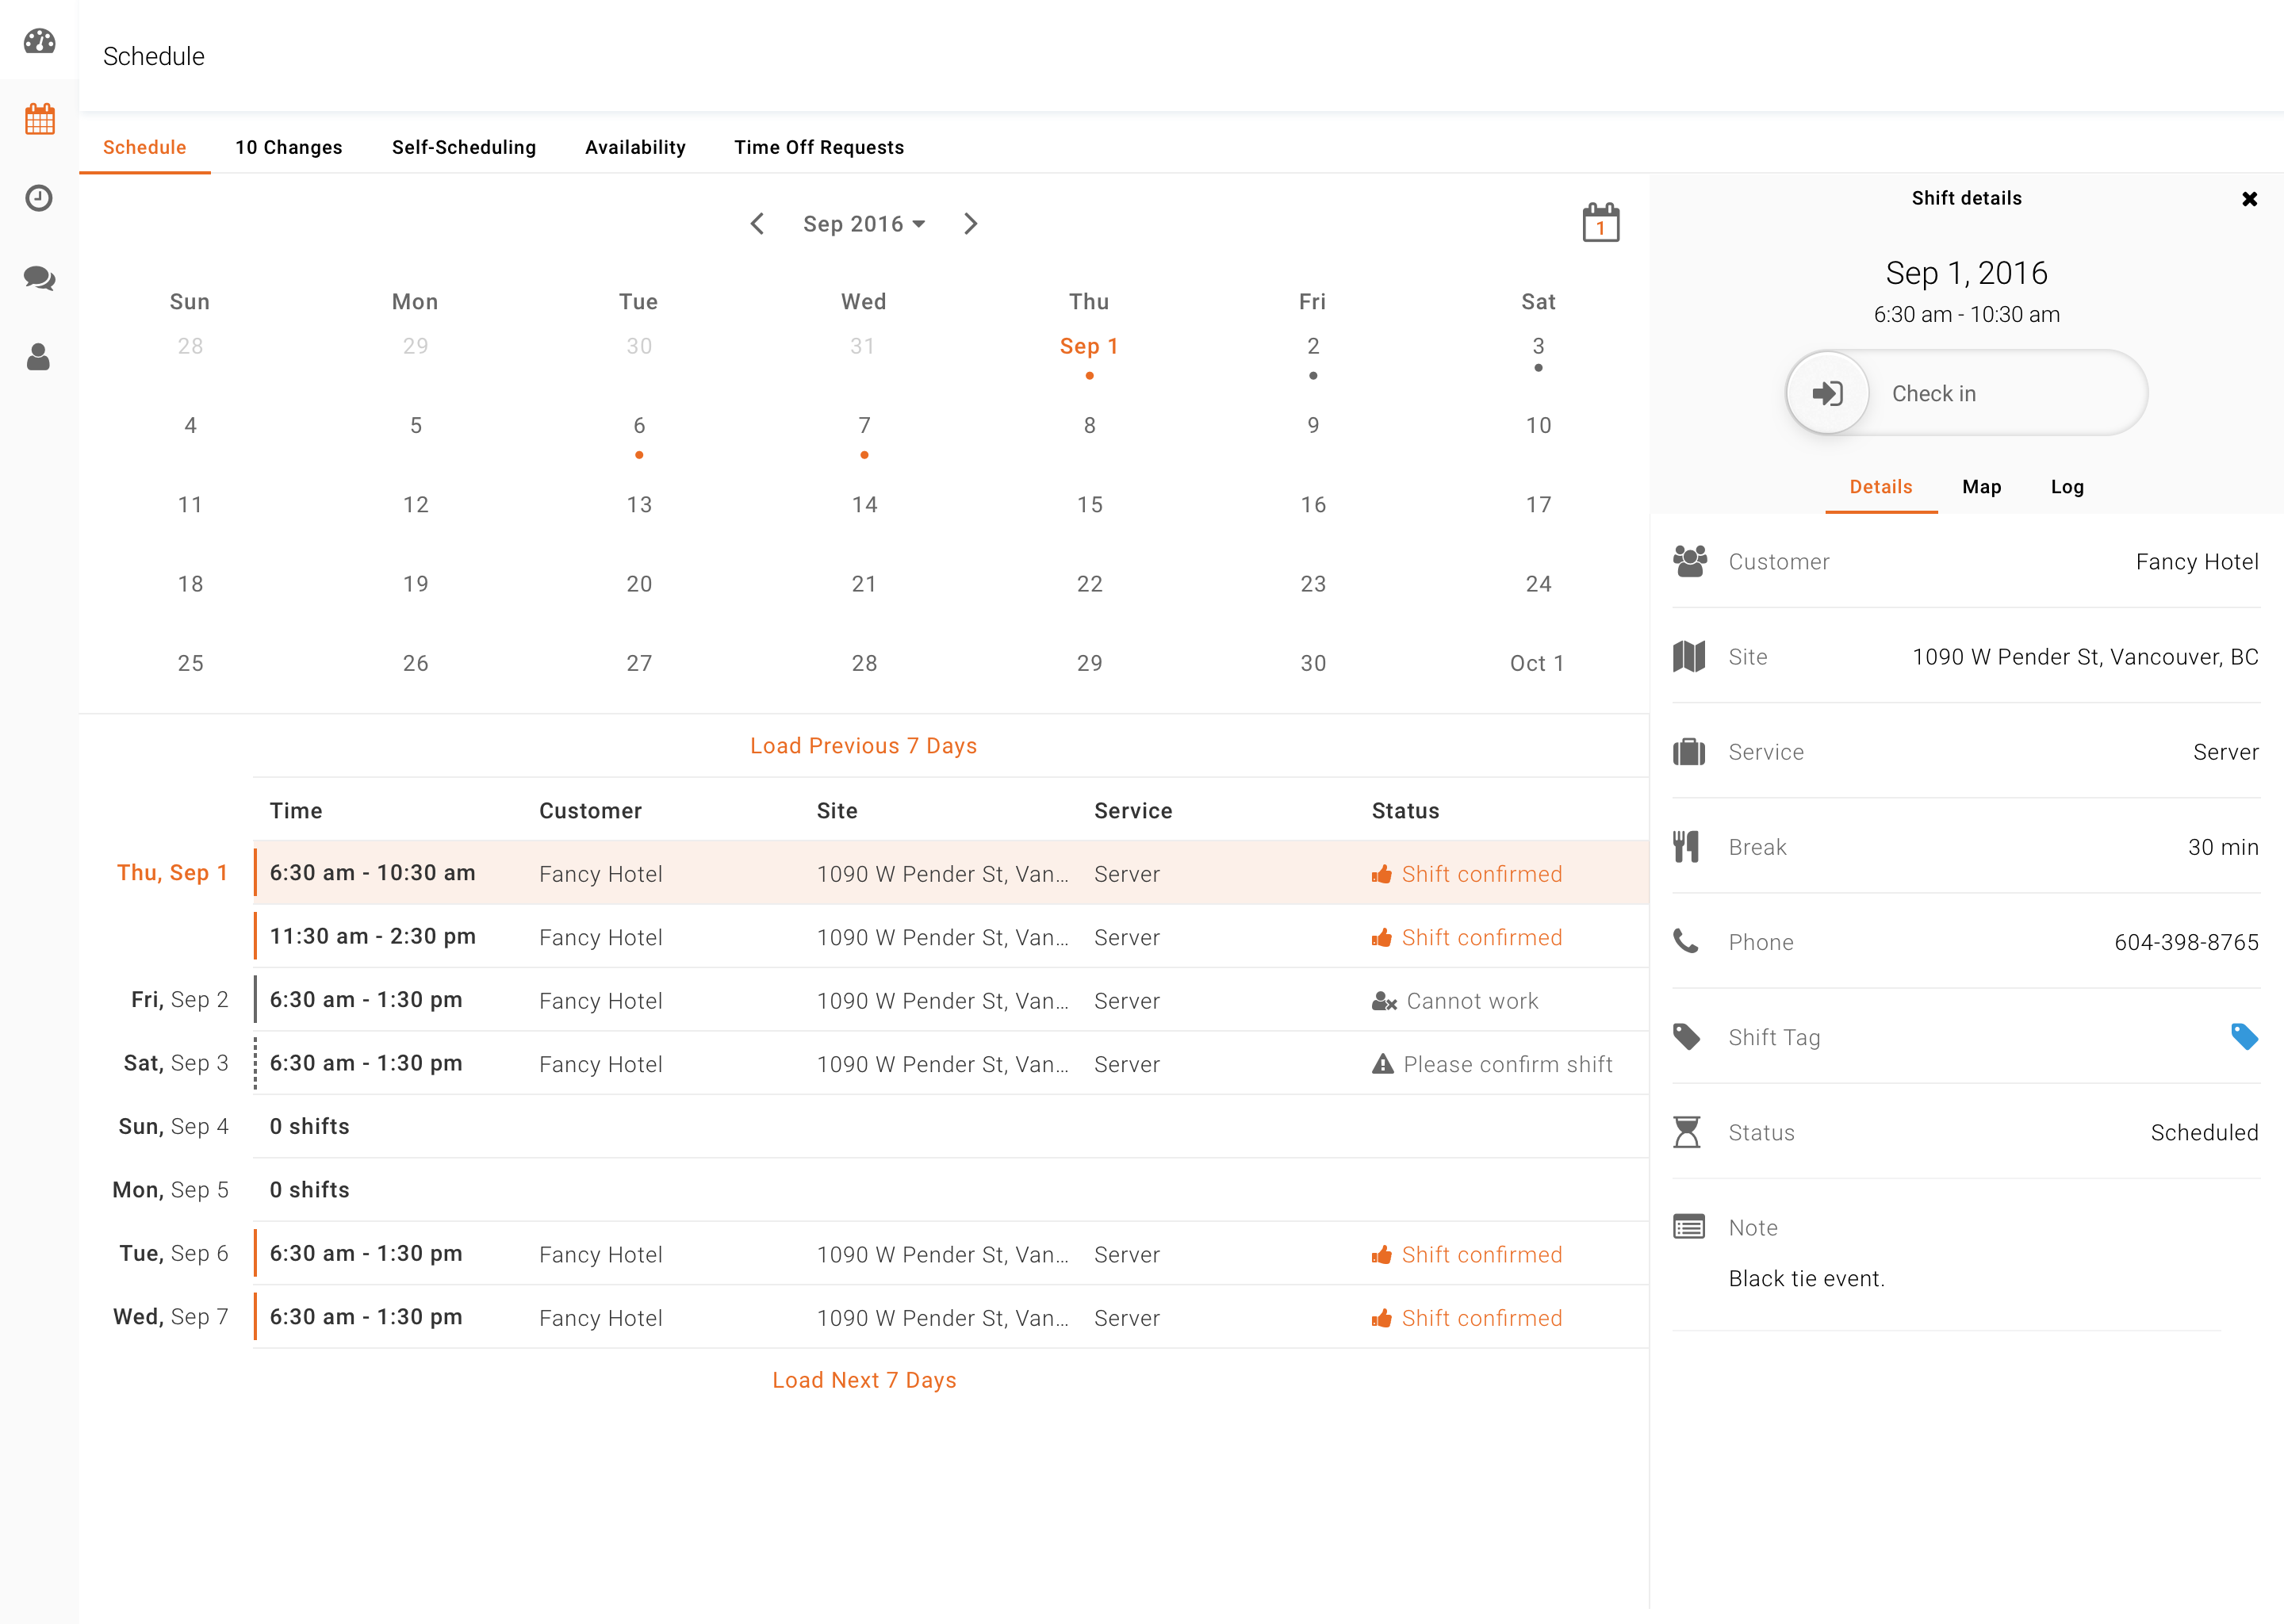 Schedule
Schedule 10 Changes Self-Scheduling Availability Time Off Requests
Sep 2016
1
Sun Mon Tue Wed Thu Fri Sat
28 29 30 31 Sep 1 2 3
4 5 6 7 8 9 10
11 12 13 14 15 16 17
18 19 20 21 22 23 24
25 26 27 28 29 30 Oct 1
Load Previous 7 Days
Time Customer Site Service Status
Thu, Sep 1 6:30 am - 10:30 am Fancy Hotel 1090 W Pender St, Van... Server Shift confirmed
11:30 am - 2:30 pm Fancy Hotel 1090 W Pender St, Van... Server Shift confirmed
Fri, Sep 2 6:30 am - 1:30 pm Fancy Hotel 1090 W Pender St, Van... Server Cannot work
Sat, Sep 3 6:30 am - 1:30 pm Fancy Hotel 1090 W Pender St, Van... Server Please confirm shift
Sun, Sep 4 0 shifts
Mon, Sep 5 0 shifts
Tue, Sep 6 6:30 am - 1:30 pm Fancy Hotel 1090 W Pender St, Van... Server Shift confirmed
Wed, Sep 7 6:30 am - 1:30 pm Fancy Hotel 1090 W Pender St, Van... Server Shift confirmed
Load Next 7 Days
Shift details
Sep 1, 2016
6:30 am - 10:30 am
Check in
Details Map Log
Customer Fancy Hotel
Site 1090 W Pender St, Vancouver, BC
Service Server
Break 30 min
Phone 604-398-8765
Shift Tag
Status Scheduled
Note
Black tie event.